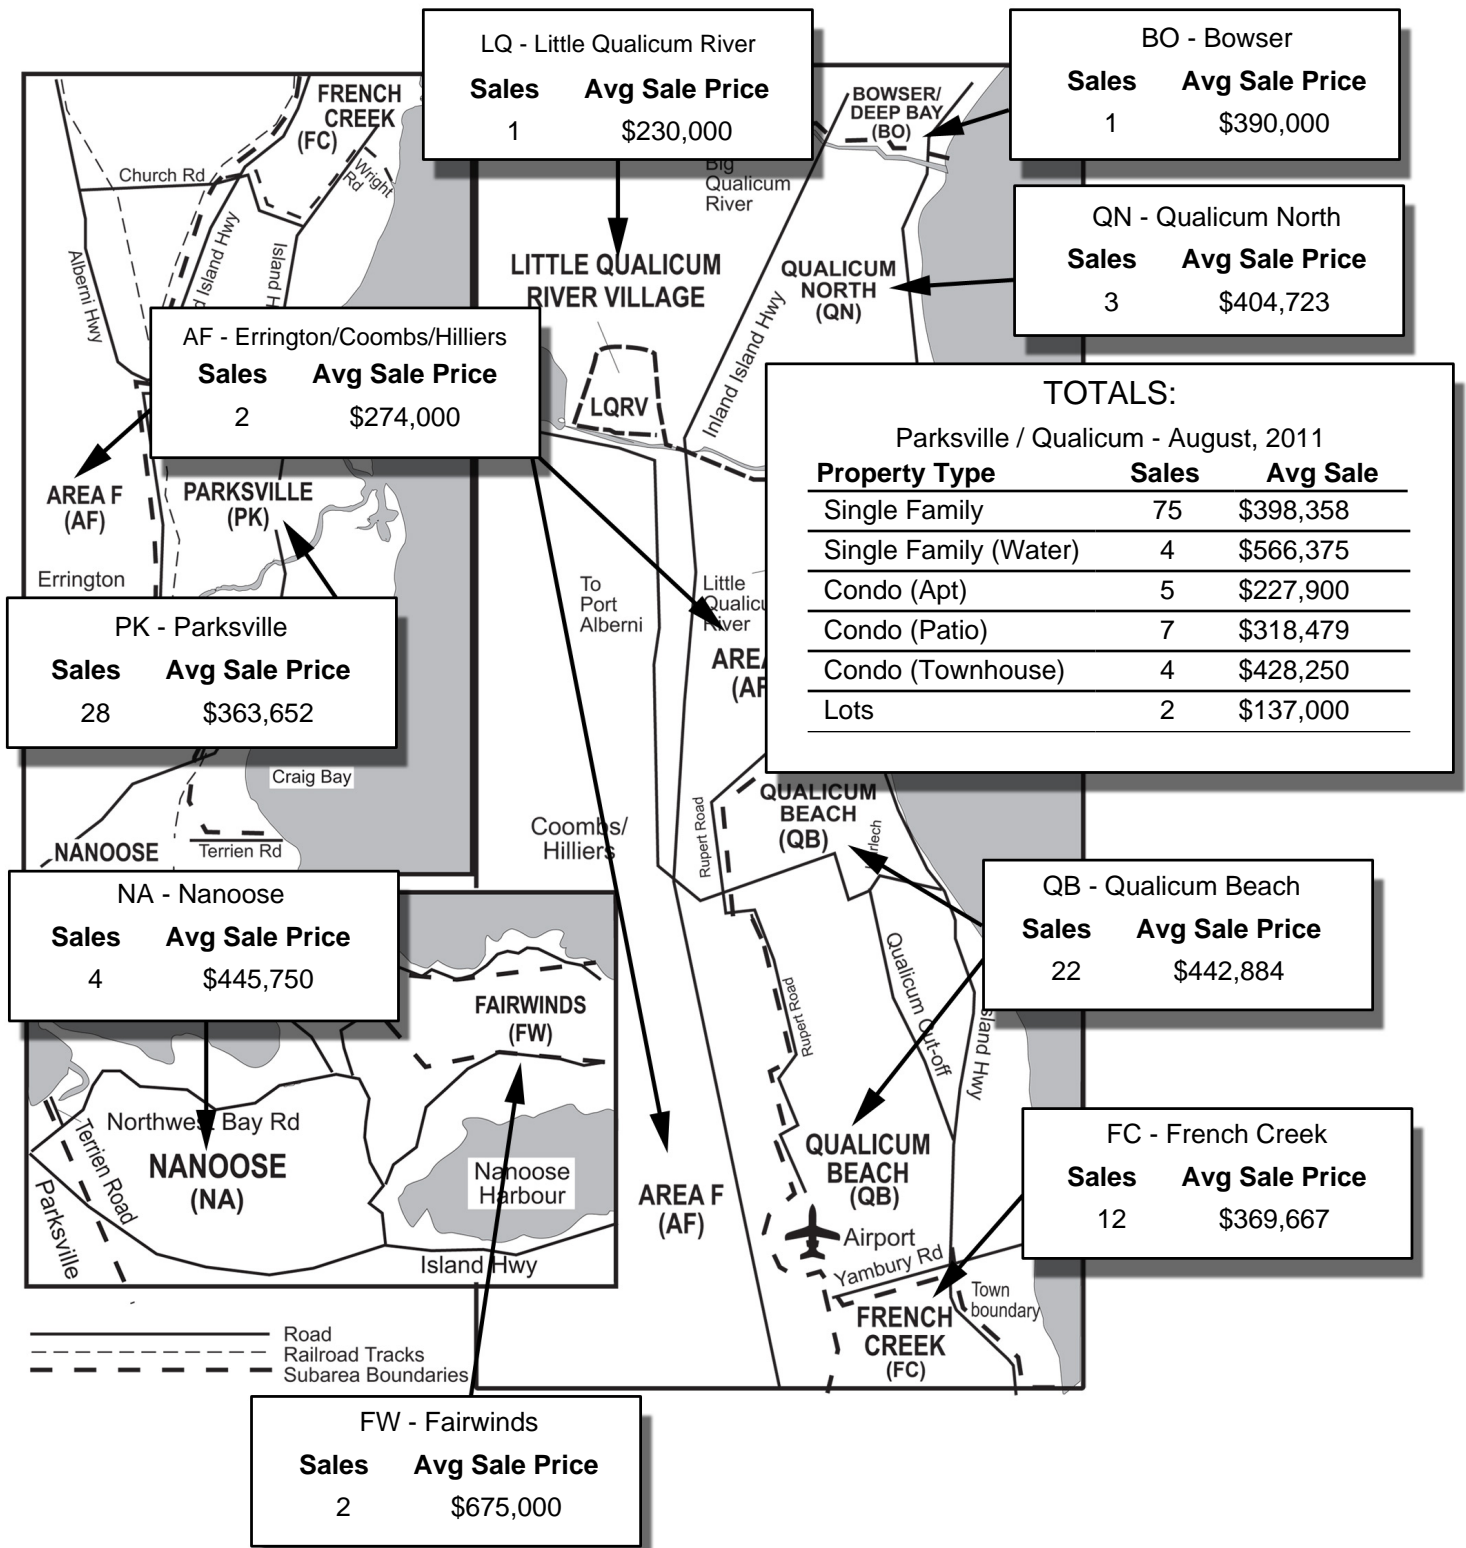 LQ - Little Qualicum River
Sales Avg Sale Price
1 $230,000
BO - Bowser
Sales Avg Sale Price
1 $390,000
FRENCH
CREEK
(FC)
BOWSER/
DEEP BAY
(BO)
Church Rd
Wright
Rd
Big
Qualicum
River
QN - Qualicum North
Sales Avg Sale Price
3 $404,723
Alberni Hwy
Island Hwy
Island
LITTLE QUALICUM
RIVER VILLAGE
QUALICUM
NORTH
(QN)
Inland Island Hwy
AF - Errington/Coombs/Hilliers
Sales Avg Sale Price
2 $274,000
LQRV
TOTALS:
Parksville / Qualicum - August, 2011
Property Type Sales Avg Sale
Single Family 75 $398,358
Single Family (Water) 4 $566,375
Condo (Apt) 5 $227,900
Condo (Patio) 7 $318,479
Condo (Townhouse) 4 $428,250
Lots 2 $137,000
AREA F
(AF)
PARKSVILLE
(PK)
Errington
To
Port
Alberni
Little
River
PK - Parksville
Sales Avg Sale Price
28 $363,652
Craig Bay
NANOOSE
Terrien Rd
Coombs/
Hilliers
Rupert Road
QUALICUM
BEACH
(QB)
NA - Nanoose
Sales Avg Sale Price
4 $445,750
QB - Qualicum Beach
Sales Avg Sale Price
22 $442,884
Qualicum Cut-off
Rupert Road
Island Hwy
FAIRWINDS
(FW)
Northwest Bay Rd
Terrien Road
Parksville
NANOOSE
(NA)
Nanoose
Harbour
Island Hwy
AREA F
(AF)
QUALICUM
BEACH
(QB)
Airport
Yambury Rd
FC - French Creek
Sales Avg Sale Price
12 $369,667
Town
boundary
FRENCH
CREEK
(FC)
Road
Railroad Tracks
Subarea Boundaries
FW - Fairwinds
Sales Avg Sale Price
2 $675,000